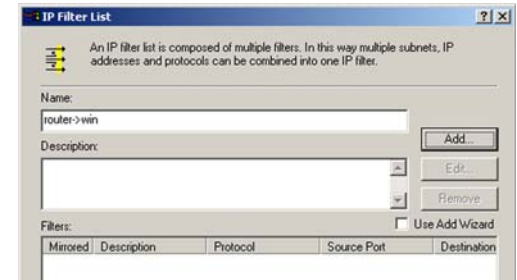 IP Filter List
An IP filter list is composed of multiple filters. In this way multiple subnets, IP
addresses and protocols can be combined into one IP filter.
Name:
router->win
Add...
Description:
Edit...
Remove
Filters:
Use Add Wizard
Mirrored Description Protocol Source Port Destination